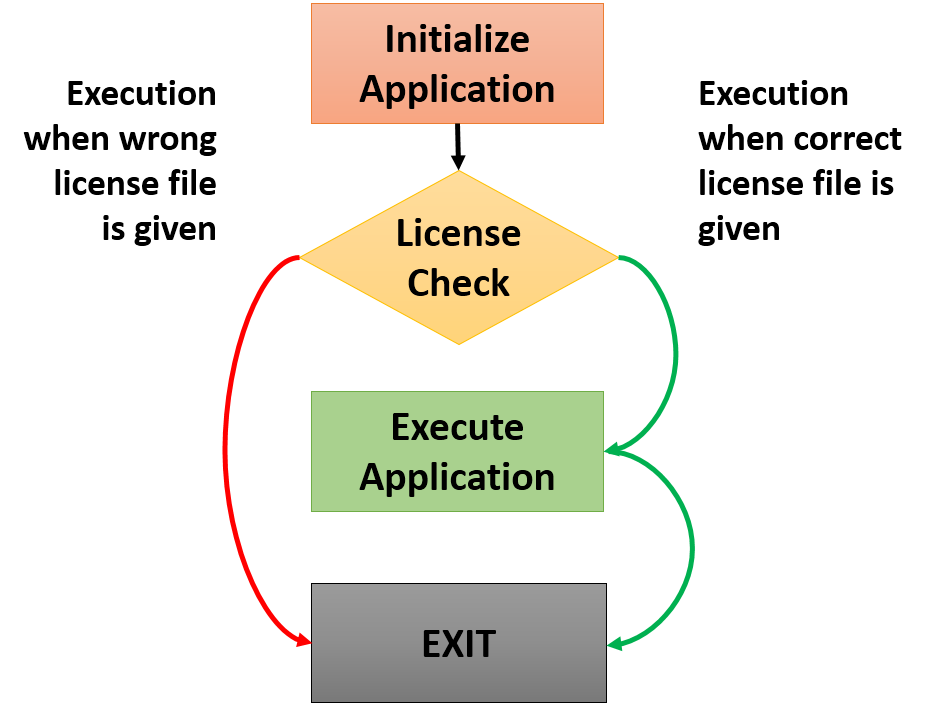 Initialize
Application
Execution
when wrong
license file
is given
Execution
when correct
license file is
given
License
Check
Execute
Application
EXIT